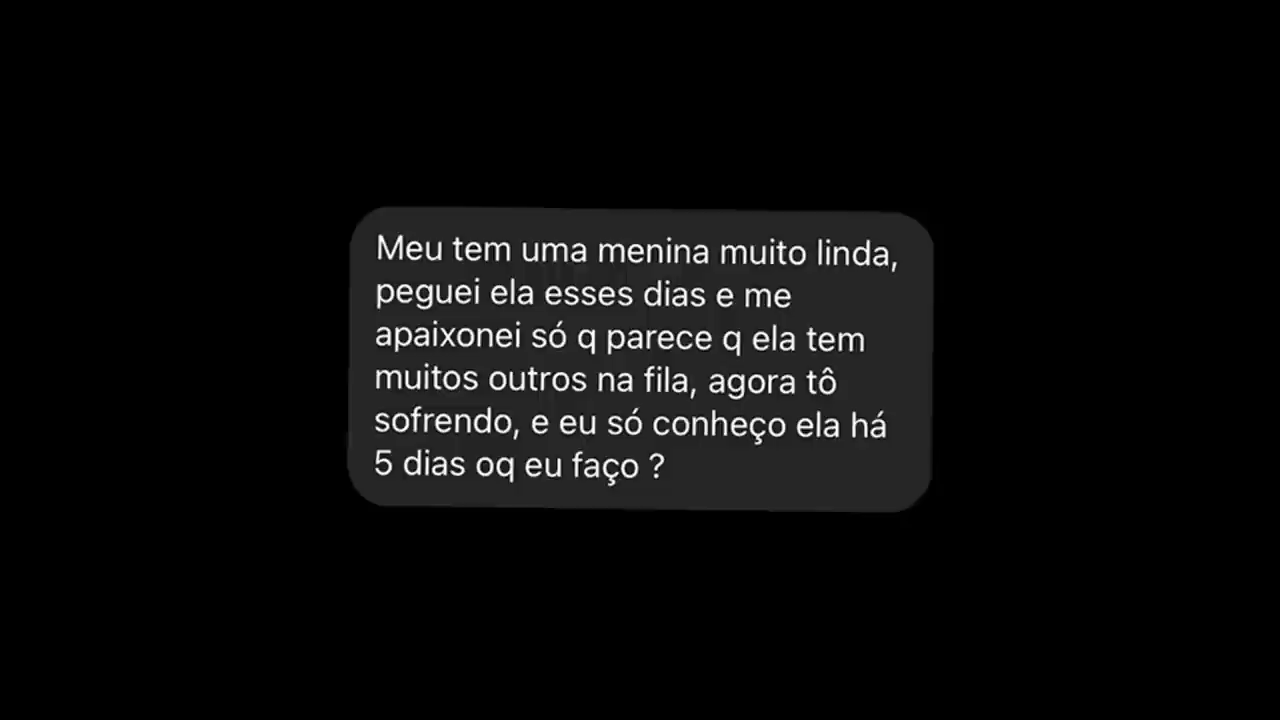 Meu tem uma menina muito linda,
peguei ela esses dias e me
apaixonei só q parece q ela tem
muitos outros na fila, agora tô
sofrendo, e eu só conheço ela há
5 dias oq eu faço ?